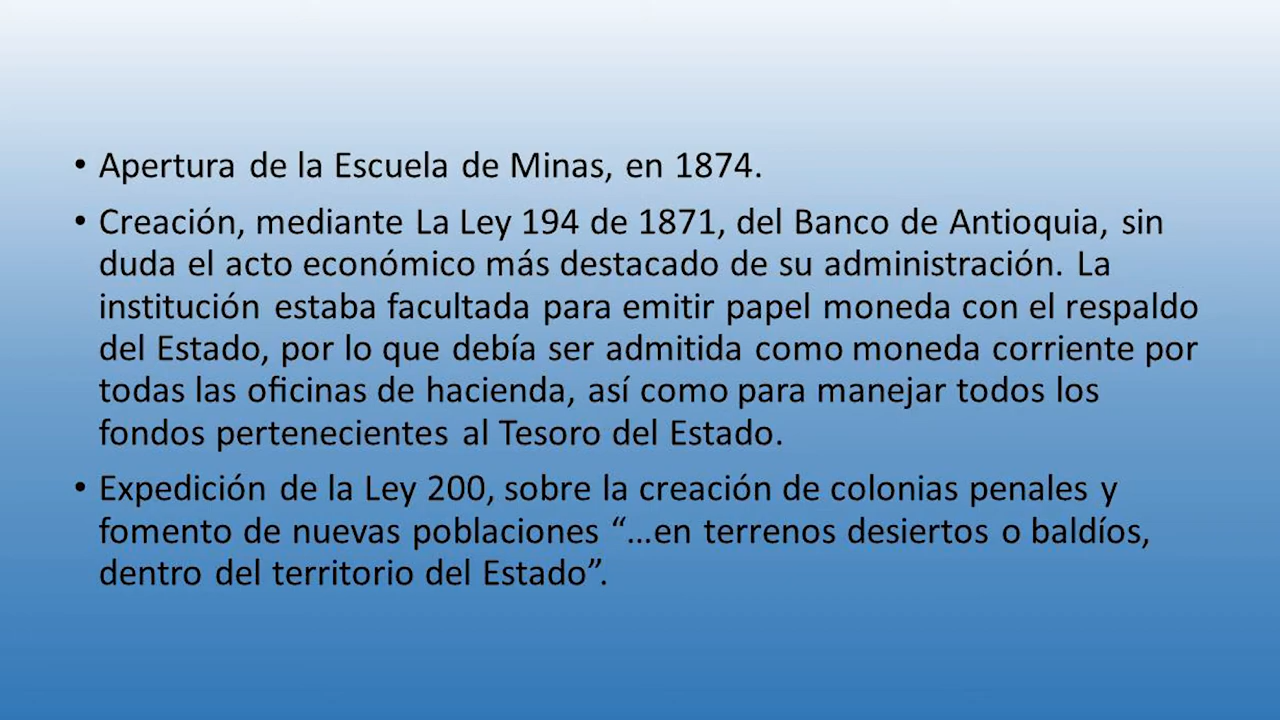 • Apertura de la Escuela de Minas, en 1874.
• Creación, mediante La Ley 194 de 1871, del Banco de Antioquia, sin
duda el acto económico más destacado de su administración. La
institución estaba facultada para emitir papel moneda con el respaldo
del Estado, por lo que debía ser admitida como moneda corriente por
todas las oficinas de hacienda, así como para manejar todos los
fondos pertenecientes al Tesoro del Estado.
• Expedición de la Ley 200, sobre la creación de colonias penales y
fomento de nuevas poblaciones “…en terrenos desiertos o baldíos,
dentro del territorio del Estado”.